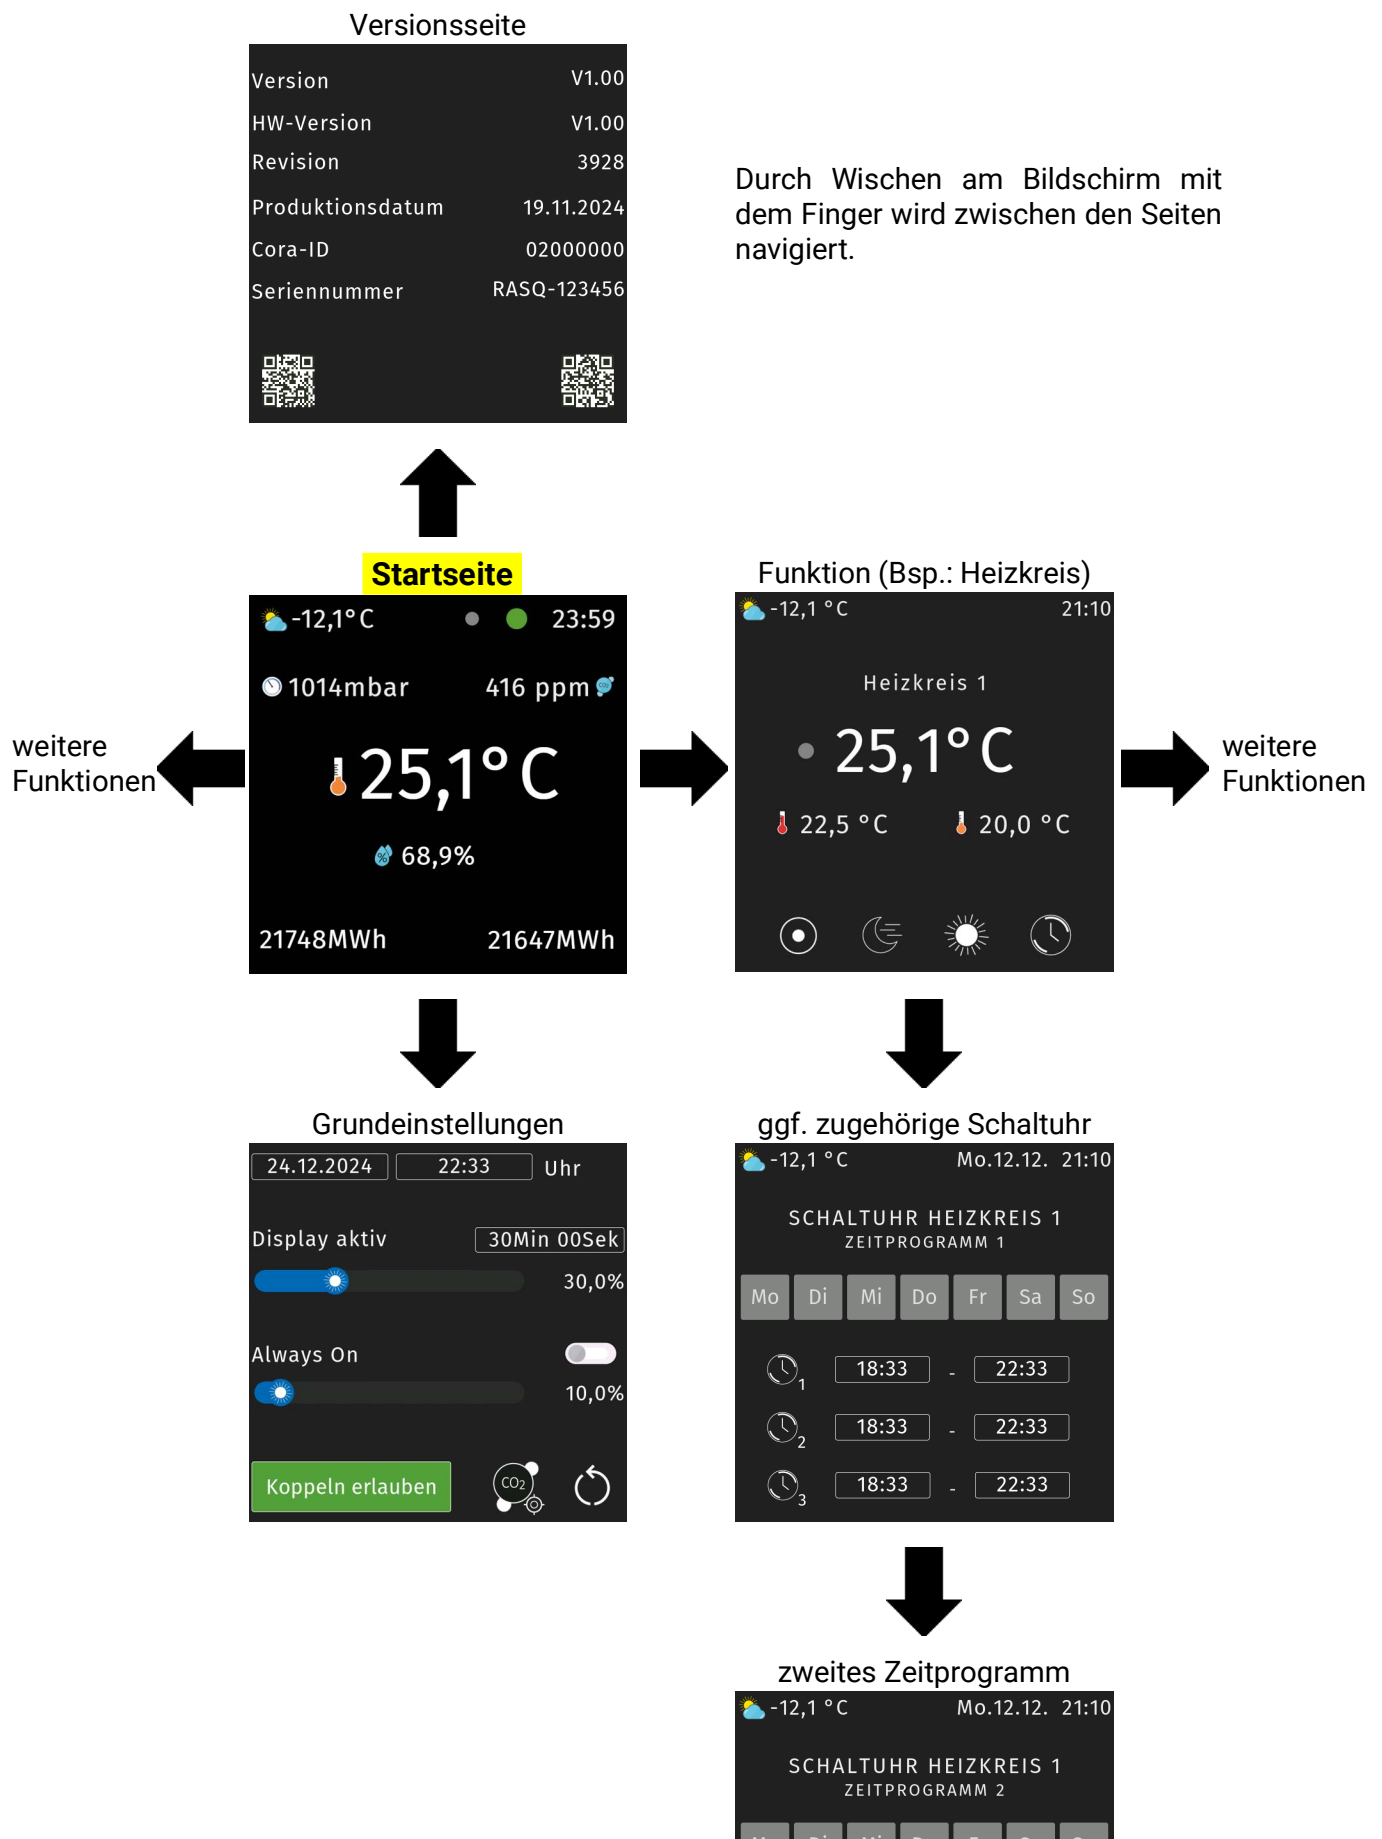 Versionsseite
Version V1.00
HW-Version V1.00
Revision 3928
Produktionsdatum 19.11.2024
Cora-ID 02000000
Seriennummer RASQ-123456
Durch Wischen am Bildschirm mit
dem Finger wird zwischen den Seiten
navigiert.
Startseite
-12,1°C 23:59
1014mbar 416 ppm
25,1°C
68,9%
21748MWh 21647MWh
weitere
Funktionen
Funktion (Bsp.: Heizkreis)
-12,1 °C 21:10
Heizkreis 1
25,1°C
22,5 °C 20,0 °C
weitere
Funktionen
Grundeinstellungen
24.12.2024 22:33 Uhr
Display aktiv 30Min 00Sek
30,0%
Always On
10,0%
Koppeln erlauben CO2
ggf. zugehörige Schaltuhr
-12,1 °C Mo.12.12. 21:10
SCHALTUHR HEIZKREIS 1
ZEITPROGRAMM 1
Mo Di Mi Do Fr Sa So
1 18:33 - 22:33
2 18:33 - 22:33
3 18:33 - 22:33
zweites Zeitprogramm
-12,1 °C Mo.12.12. 21:10
SCHALTUHR HEIZKREIS 1
ZEITPROGRAMM 2